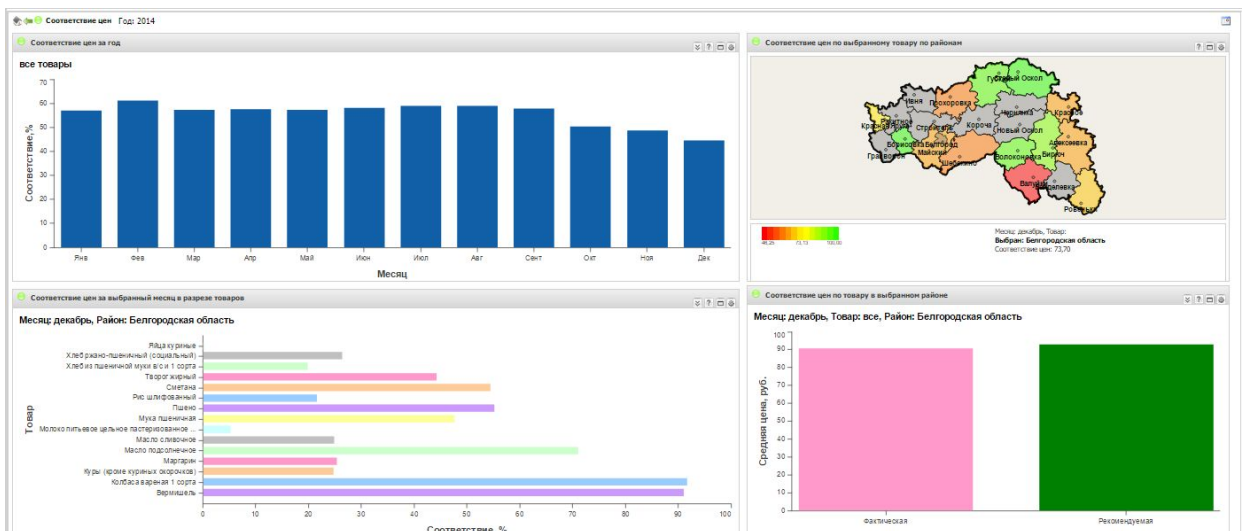 Соответствие цен Год: 2014
Соответствие цен за год
все товары
Соответствие,%
70
60
50
40
30
20
10
0
Янв Фев Мар Апр Май Июн Июл Авг Сент Окт Ноя Дек
Месяц
Соответствие цен по выбранному товару по районам
Губкин Старый Оскол
Ивня Прохоровка
Чернянка Красное
Ракитное
Красная Яруга Строитель Короча Новый Оскол
Борисовка Белгород Алексеевка
Грайворон Майский Бирюч
Шебекино Волоконовка
Валуйки Вейделевка
Ровеньки
46,25 73,13 100,00
Месяц: декабрь, Товар:
Выбран: Белгородская область
Соответствие цен: 73,70
Соответствие цен за выбранный месяц в разрезе товаров
Месяц: декабрь, Район: Белгородская область
Товар
Яйца куриные
Хлеб ржано-пшеничный (социальный)
Хлеб из пшеничной муки в/с и 1 сорта
Творог жирный
Сметана
Рис шлифованный
Пшено
Мука пшеничная
Молоко питьевое цельное пастеризованное ...
Масло сливочное
Масло подсолнечное
Маргарин
Куры (кроме куриных окорочков)
Колбаса вареная 1 сорта
Вермишель
0 10 20 30 40 50 60 70 80 90 100
Соответствие, %
Соответствие цен по товару в выбранном районе
Месяц: декабрь, Товар: все, Район: Белгородская область
Средняя цена, руб.
100
90
80
70
60
50
40
30
20
10
0
Фактическая Рекомендуемая